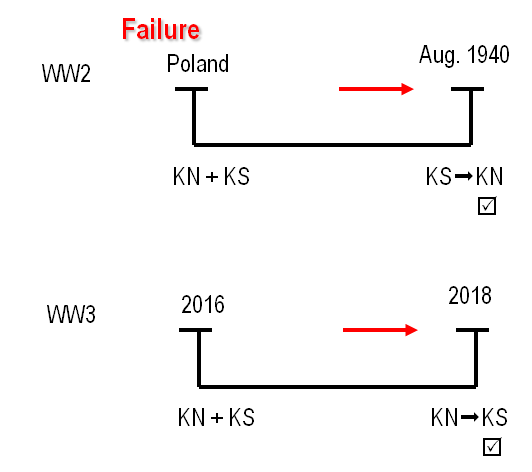 Failure
WW2
Poland
Aug. 1940
KN + KS
KS➞KN
☑
WW3
2016
2018
KN + KS
KN➞KS
☑